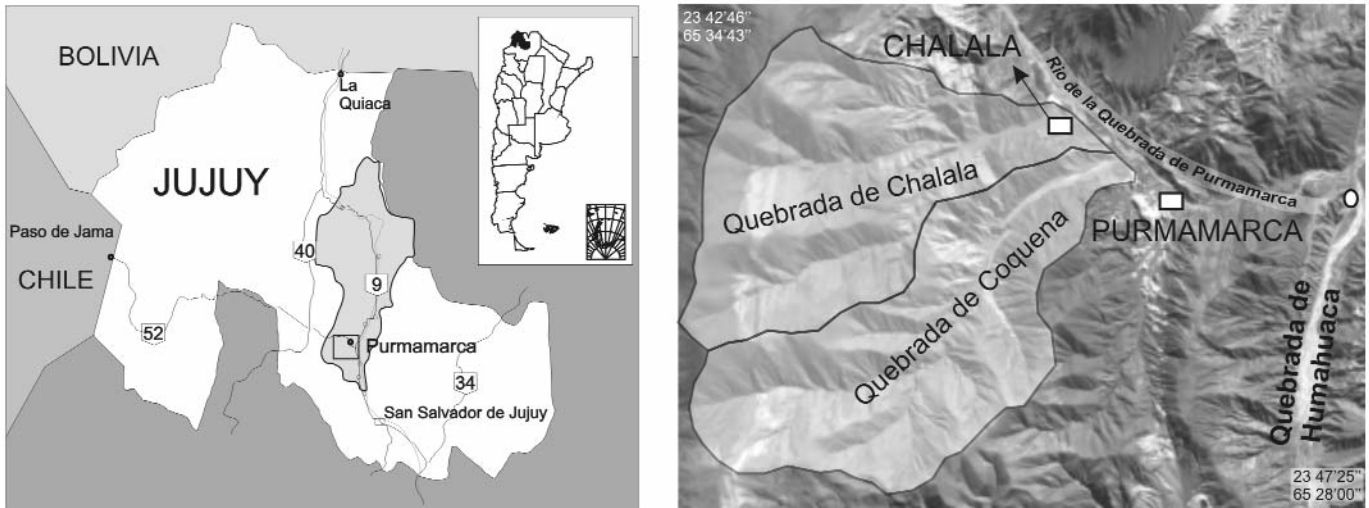 BOLIVIA
La
Quiaca
JUJUY
Paso de Jama
CHILE
40
9
52
Purmamarca
34
San Salvador de Jujuy
23 42'46"
65 34'43"
CHALALA
Rio de la Quebrada de Purmamarca
Quebrada de Chalala
PURMAMARCA
Quebrada de Coquena
Quebrada de
Humahuaca
23 47'25"
65 28'00"